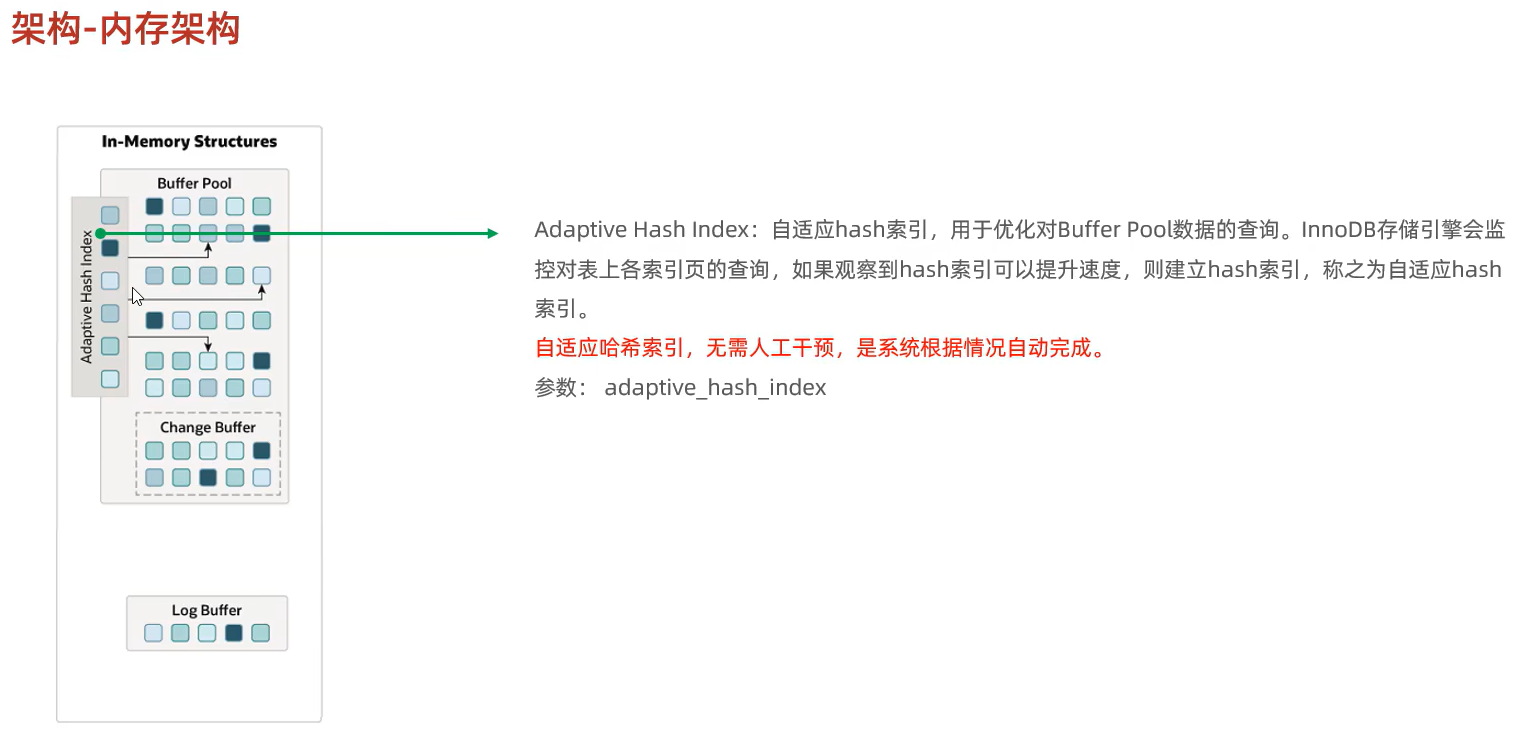 架构-内存架构
In-Memory Structures
Buffer Pool
Adaptive Hash Index
Change Buffer
Log Buffer
Adaptive Hash Index：自适应hash索引，用于优化对Buffer Pool数据的查询。InnoDB存储引擎会监
控对表上各索引页的查询，如果观察到hash索引可以提升速度，则建立hash索引，称之为自适应hash
索引。
自适应哈希索引，无需人工干预，是系统根据情况自动完成。
参数： adaptive_hash_index